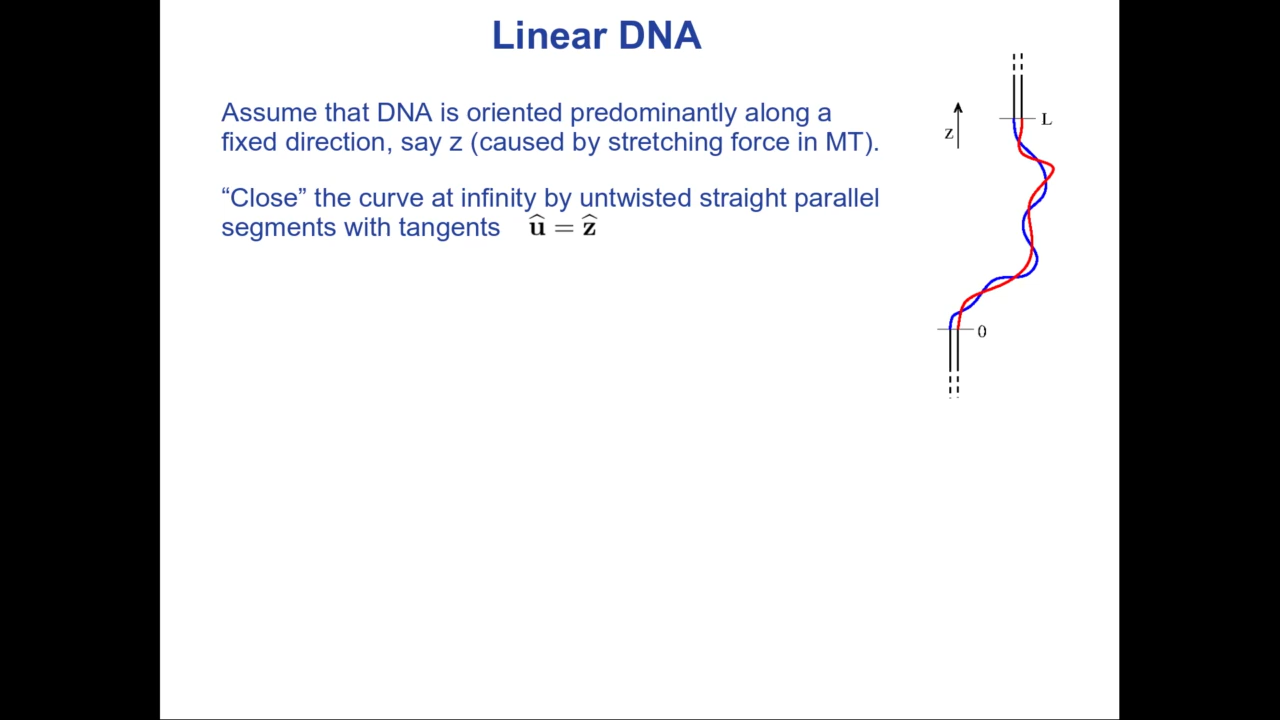 Linear DNA
Assume that DNA is oriented predominantly along a
fixed direction, say z (caused by stretching force in MT).
“Close” the curve at infinity by untwisted straight parallel
segments with tangents û = ẑ
L
z
0